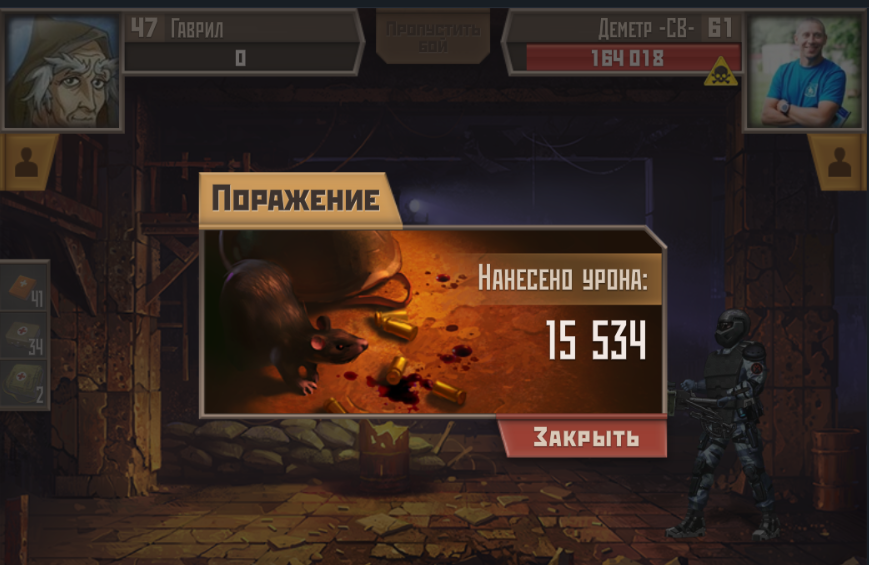 47 Гаврил
0
Пропустить
бой
Деметр -СВ- 61
164 018
Поражение
Нанесено урона:
15 534
Закрыть
41
34
2